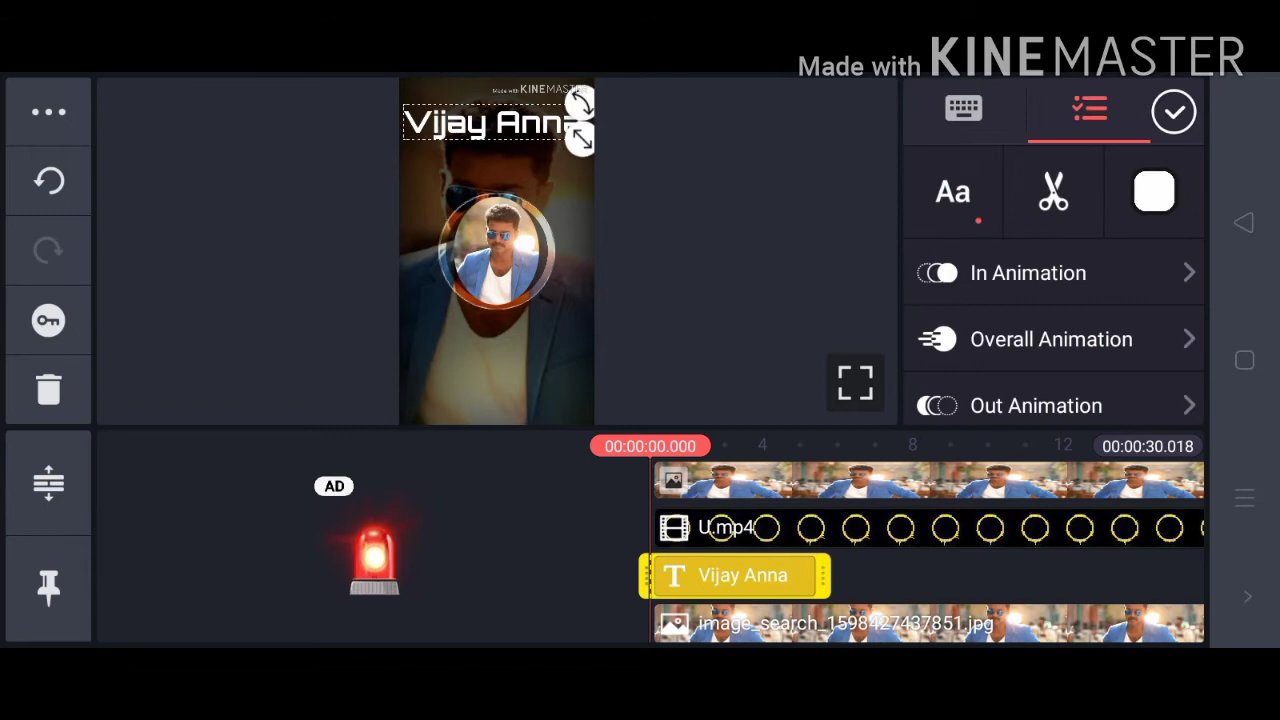 Made with KINEMASTER
Made with KINEMASTER
Vijay Anna
Aa
In Animation
Overall Animation
Out Animation
00:00:00.000
4
8
12
00:00:30.018
AD
U.mp4
T Vijay Anna
image_search_1598427437851.jpg